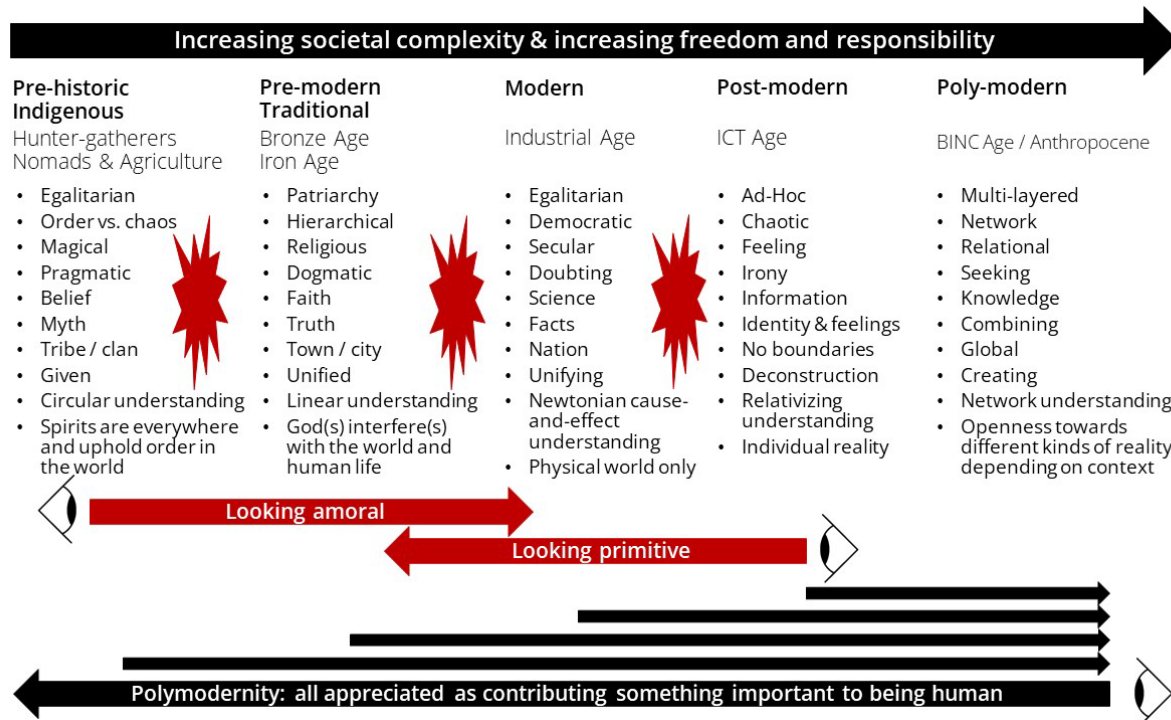 Increasing societal complexity & increasing freedom and responsibility
Pre-historic
Indigenous
Hunter-gatherers
Nomads & Agriculture
• Egalitarian
• Order vs. chaos
• Magical
• Pragmatic
• Belief
• Myth
• Tribe / clan
• Given
• Circular understanding
• Spirits are everywhere
and uphold order in
the world
Pre-modern
Traditional
Bronze Age
Iron Age
• Patriarchy
• Hierarchical
• Religious
• Dogmatic
• Faith
• Truth
• Town / city
• Unified
• Linear understanding
• God(s) interfere(s)
with the world and
human life
Modern
Industrial Age
• Egalitarian
• Democratic
• Secular
• Doubting
• Science
• Facts
• Nation
• Unifying
• Newtonian cause-
and-effect
understanding
• Physical world only
Post-modern
ICT Age
• Ad-Hoc
• Chaotic
• Feeling
• Irony
• Information
• Identity & feelings
• No boundaries
• Deconstruction
• Relativizing
understanding
• Individual reality
Poly-modern
BINC Age / Anthropocene
• Multi-layered
• Network
• Relational
• Seeking
• Knowledge
• Combining
• Global
• Creating
• Network understanding
• Openness towards
different kinds of reality
depending on context
Looking amoral
Looking primitive
Polymodernity: all appreciated as contributing something important to being human